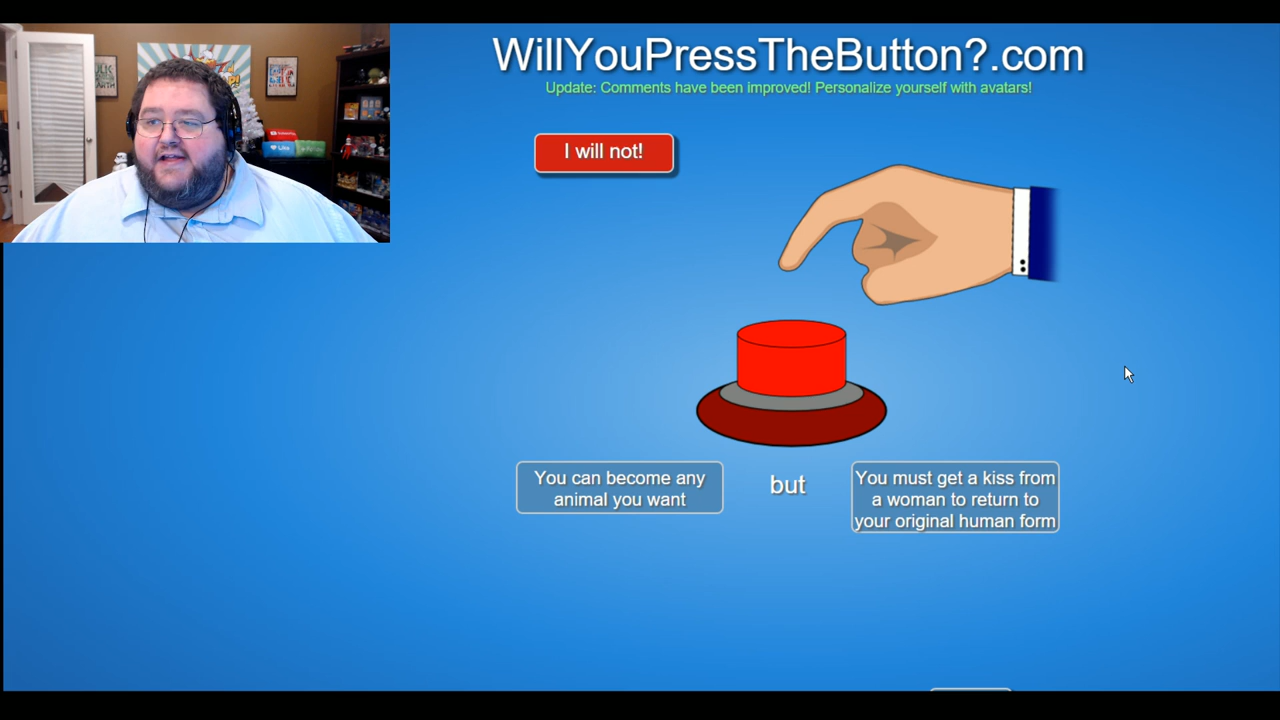 WillYouPressTheButton?.com
Update: Comments have been improved! Personalize yourself with avatars!
I will not!
You can become any
animal you want
but
You must get a kiss from
a woman to return to
your original human form
Like